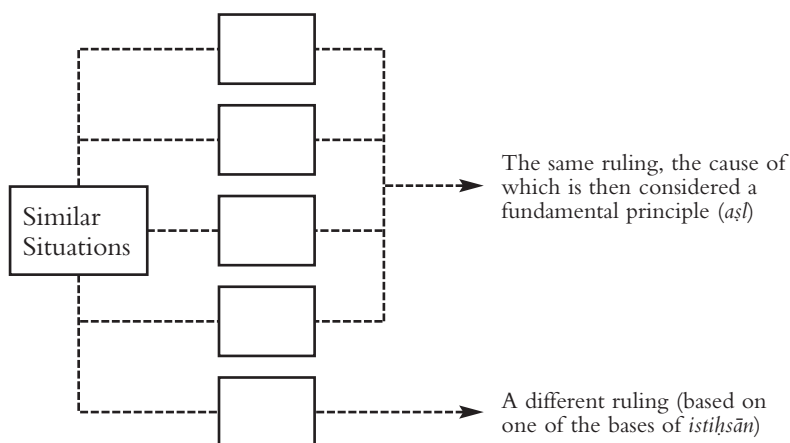 Similar
Situations
The same ruling, the cause of
which is then considered a
fundamental principle (aṣl)
A different ruling (based on
one of the bases of istiḥsān)